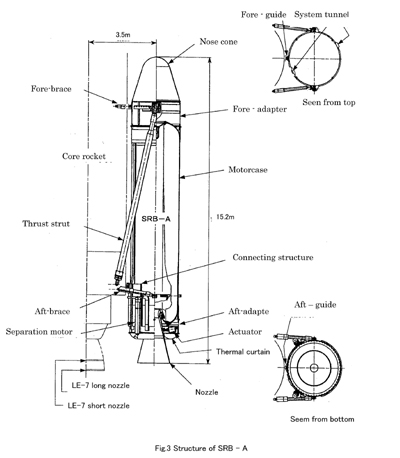 Fore - guide
System tunnel
3.5m
Nose cone
Fore-brace
Seen from top
Fore - adapter
Core rocket
Motorcase
SRB-A
15.2m
Thrust strut
Connecting structure
Aft-brace
Aft-adapte
Aft - guide
Separation motor
Actuator
Thermal curtain
LE-7 long nozzle
Nozzle
LE-7 short nozzle
Seem from bottom
Fig.3 Structure of SRB - A